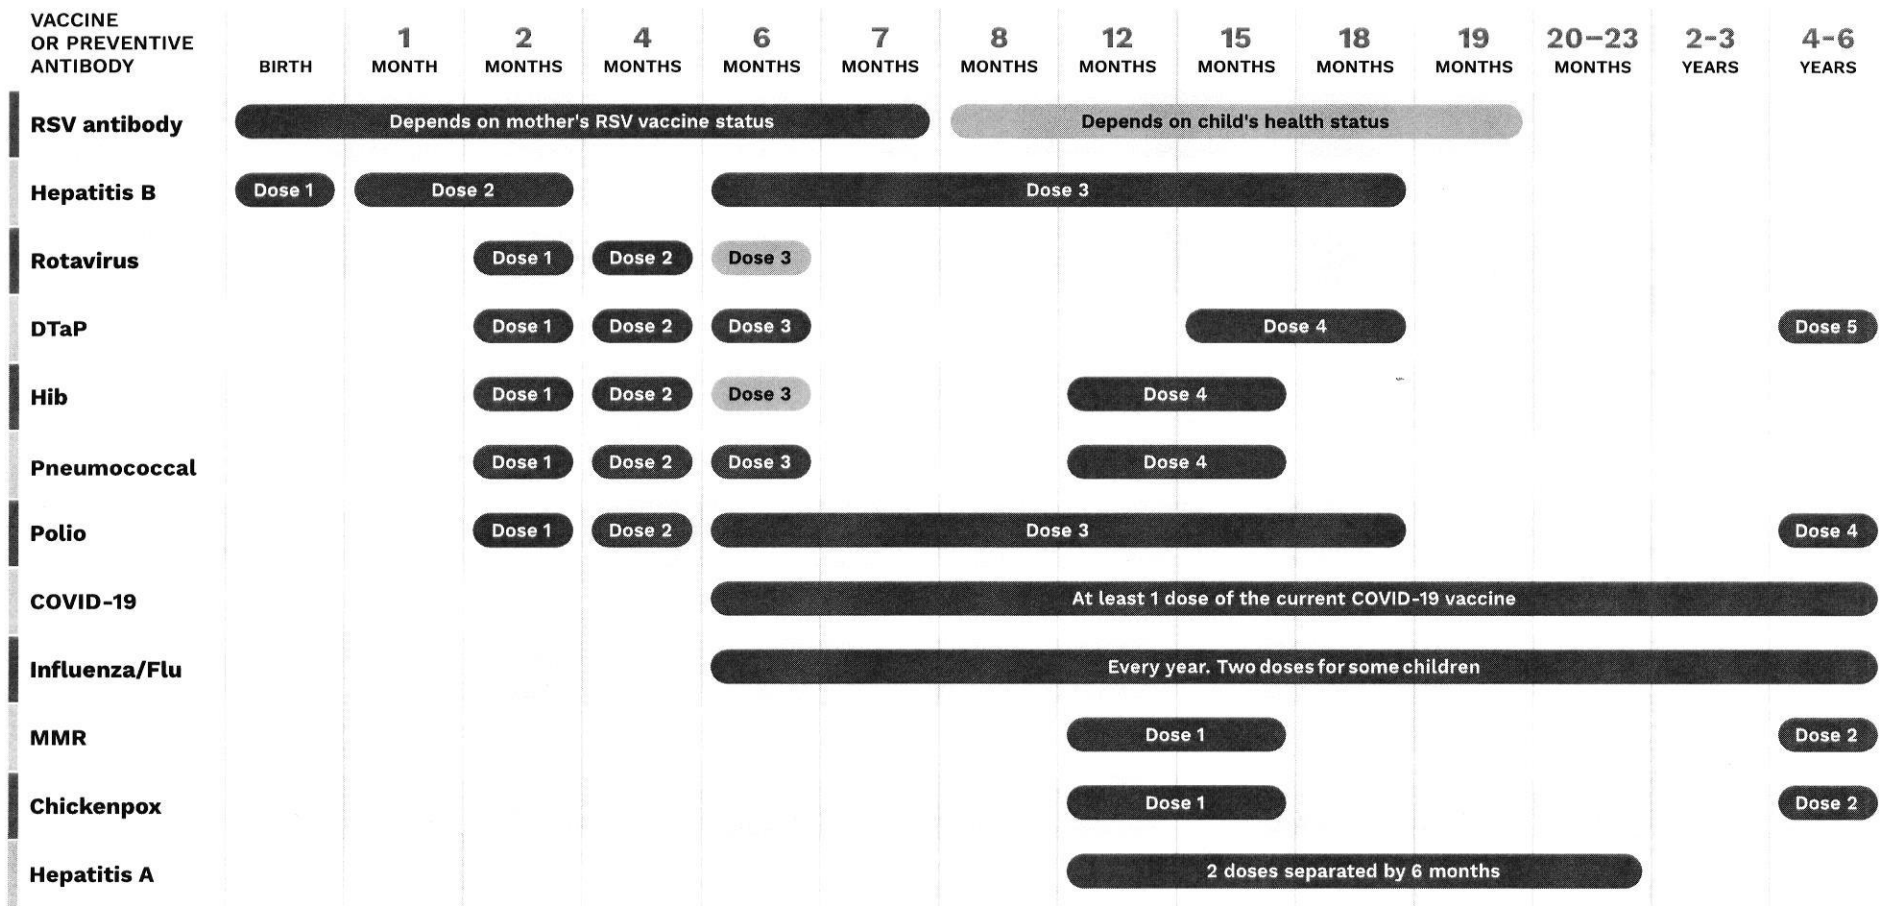 VACCINE
OR PREVENTIVE
ANTIBODY
BIRTH
1
MONTH
2
MONTHS
4
MONTHS
6
MONTHS
7
MONTHS
8
MONTHS
12
MONTHS
15
MONTHS
18
MONTHS
19
MONTHS
20–23
MONTHS
2-3
YEARS
4-6
YEARS
RSV antibody
Depends on mother's RSV vaccine status
Depends on child's health status
Hepatitis B
Dose 1
Dose 2
Dose 3
Rotavirus
Dose 1
Dose 2
Dose 3
DTaP
Dose 1
Dose 2
Dose 3
Dose 4
Dose 5
Hib
Dose 1
Dose 2
Dose 3
Dose 4
Pneumococcal
Dose 1
Dose 2
Dose 3
Dose 4
Polio
Dose 1
Dose 2
Dose 3
Dose 4
COVID-19
At least 1 dose of the current COVID-19 vaccine
Influenza/Flu
Every year. Two doses for some children
MMR
Dose 1
Dose 2
Chickenpox
Dose 1
Dose 2
Hepatitis A
2 doses separated by 6 months